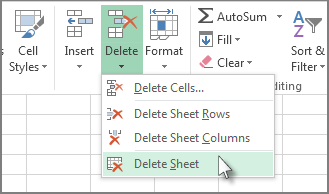 Cell
Styles
Insert
Delete
Format
AutoSum
Fill
Clear
Sort &
Filter
Delete Cells...
Delete Sheet Rows
Delete Sheet Columns
Delete Sheet
diting